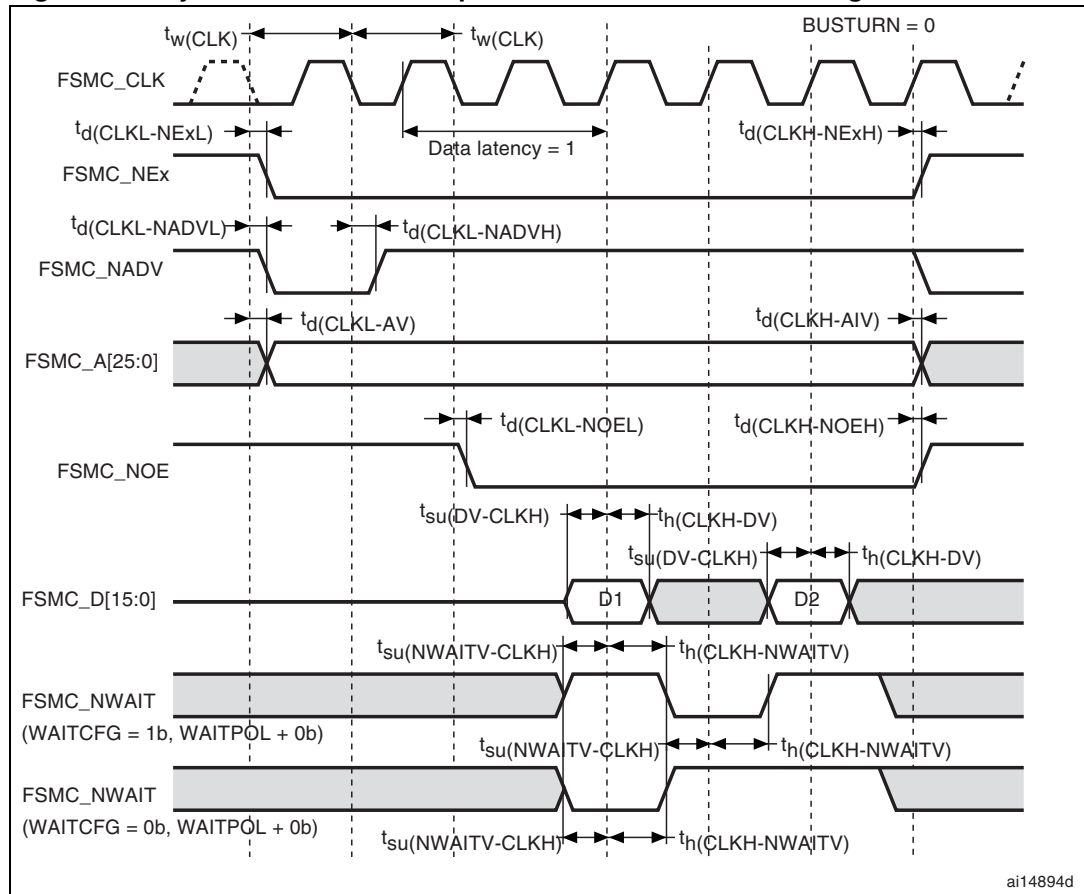 BUSTURN = 0
tw(CLK)
tw(CLK)
FSMC_CLK
Data latency = 1
td(CLKL-NExL)
td(CLKH-NExH)
FSMC_NEx
td(CLKL-NADVL)
td(CLKL-NADVH)
FSMC_NADV
td(CLKL-AV)
td(CLKH-AIV)
FSMC_A[25:0]
td(CLKL-NOEL)
td(CLKH-NOEH)
FSMC_NOE
tsu(DV-CLKH)
th(CLKH-DV)
tsu(DV-CLKH)
th(CLKH-DV)
FSMC_D[15:0]
D1
D2
tsu(NWAITV-CLKH)
th(CLKH-NWAITV)
FSMC_NWAIT
(WAITCFG = 1b, WAITPOL + 0b)
tsu(NWAITV-CLKH)
th(CLKH-NWAITV)
FSMC_NWAIT
(WAITCFG = 0b, WAITPOL + 0b)
tsu(NWAITV-CLKH)
th(CLKH-NWAITV)
ai14894d